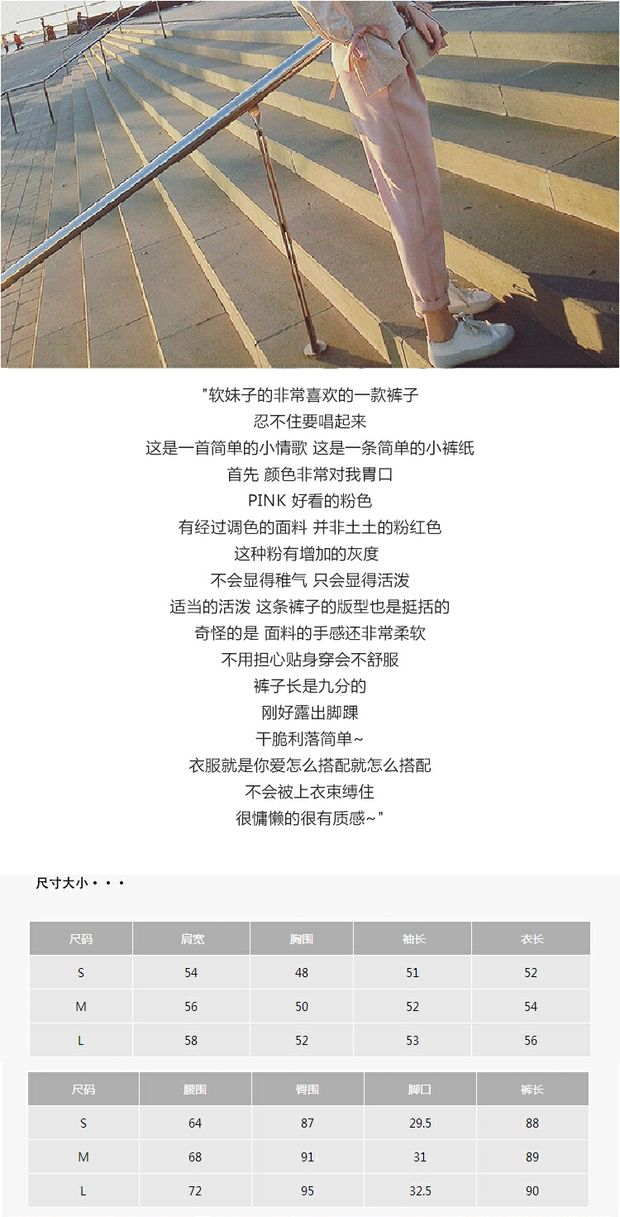 "软妹子的非常喜欢的一款裤子
忍不住要唱起来
这是一首简单的小情歌 这是一条简单的小裤纸
首先 颜色非常对我胃口
PINK 好看的粉色
有经过调色的面料 并非土土的粉红色
这种粉有增加的灰度
不会显得稚气 只会显得活泼
适当的活泼 这条裤子的版型也是挺括的
奇怪的是 面料的手感还非常柔软
不用担心贴身穿会不舒服
裤子长是九分的
刚好露出脚踝
干脆利落简单~
衣服就是你爱怎么搭配就怎么搭配
不会被上衣束缚住
很慵懒的很有质感~"
尺寸大小···
尺码 肩宽 胸围 袖长 衣长
S 54 48 51 52
M 56 50 52 54
L 58 52 53 56
尺码 腰围 臀围 脚口 裤长
S 64 87 29.5 88
M 68 91 31 89
L 72 95 32.5 90